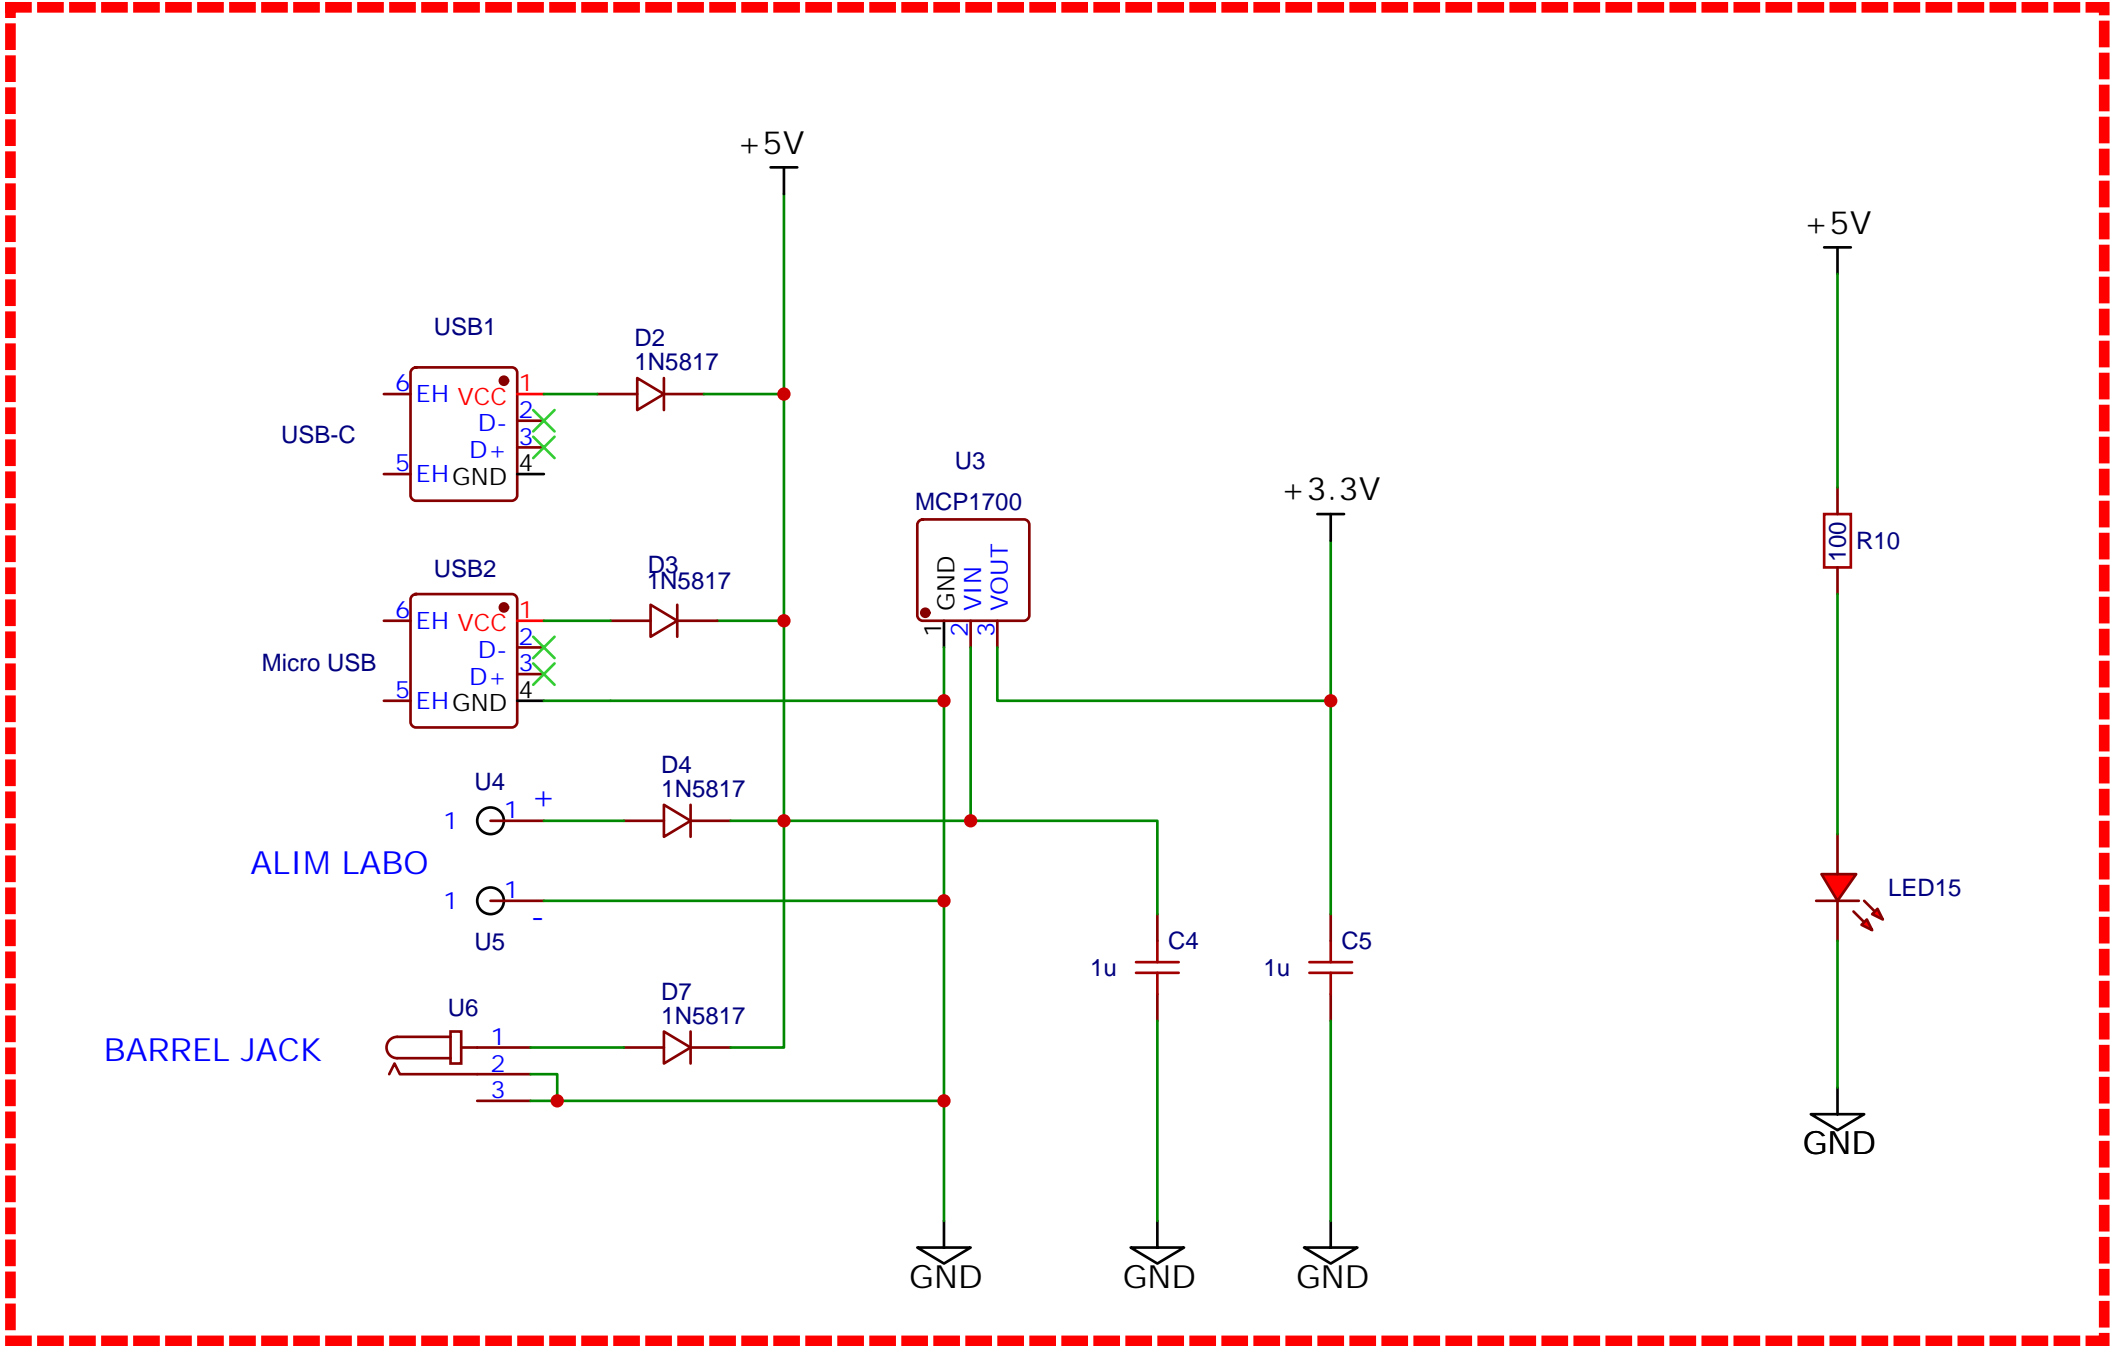 +5V
+5V
USB1
D2
1N5817
6
EH
VCC
1
D-
2
USB-C
D+
3
5
EH
GND
4
U3
MCP1700
GND
VIN
VOUT
1
2
3
+3.3V
100
R10
USB2
D3
1N5817
6
EH
VCC
1
D-
2
Micro USB
D+
3
5
EH
GND
4
U4
1
1
+
D4
1N5817
ALIM LABO
1
1
-
U5
LED15
C4
1u
C5
1u
U6
D7
1N5817
BARREL JACK
1
2
3
GND
GND
GND
GND